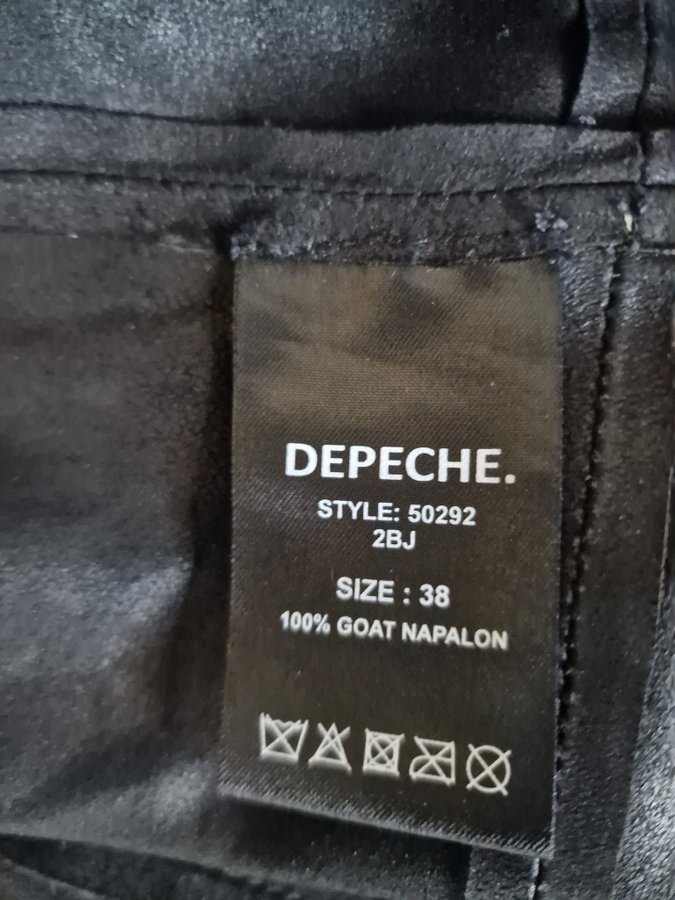 DEPECHE.
STYLE: 50292
2BJ
SIZE : 38
100% GOAT NAPALON